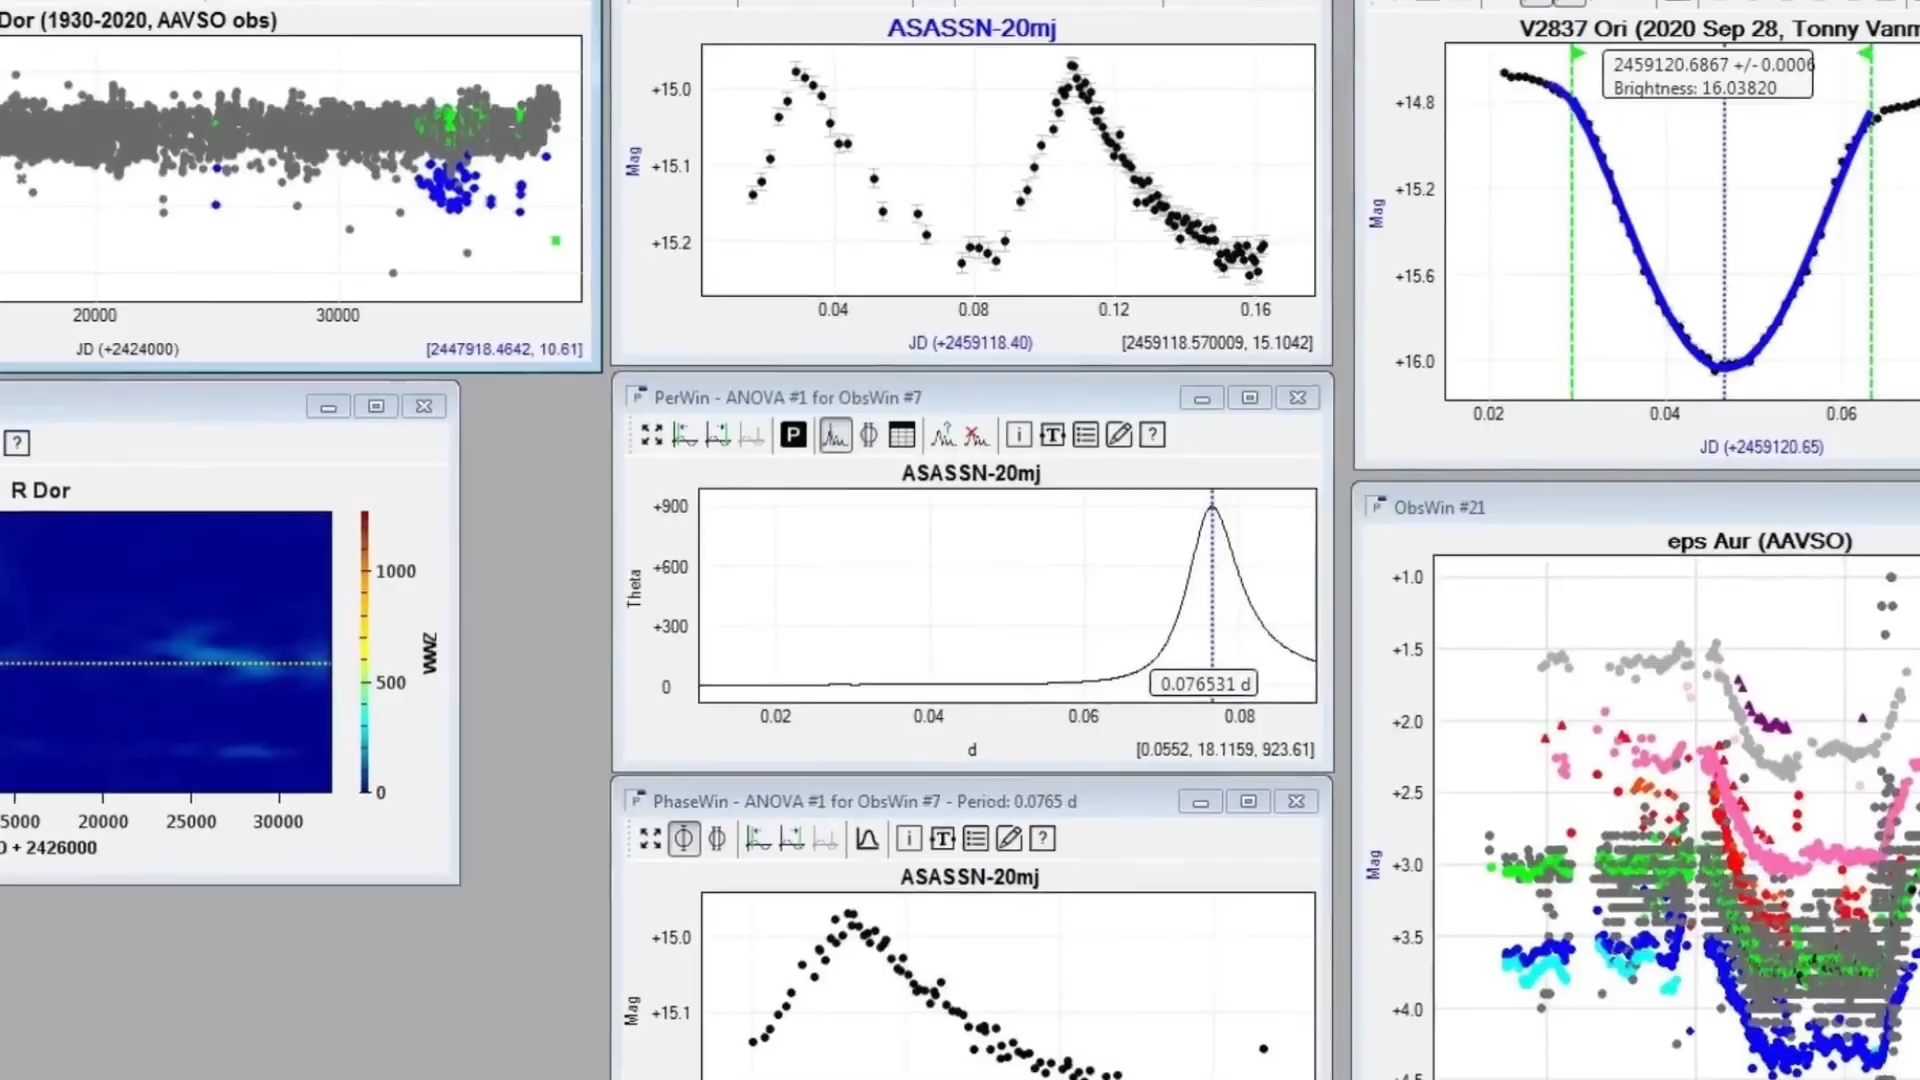 Dor (1930-2020, AAVSO obs)
20000
30000
JD (+2424000)
[2447918.4642, 10.61]
ASASSN-20mj
+15.0
+15.1
+15.2
Mag
0.04
0.08
0.12
0.16
JD (+2459118.40)
[2459118.570009, 15.1042]
V2837 Ori (2020 Sep 28, Tonny Vanm
2459120.6867 +/- 0.0006
Brightness: 16.03820
+14.8
+15.2
+15.6
+16.0
Mag
0.02
0.04
0.06
JD (+2459120.65)
?
R Dor
1000
500
0
WWZ
5000
20000
25000
30000
D + 2426000
PerWin - ANOVA #1 for ObsWin #7
P
i
T
?
ASASSN-20mj
+900
+600
+300
0
Theta
0.076531 d
0.02
0.04
0.06
0.08
d
[0.0552, 18.1159, 923.61]
PhaseWin - ANOVA #1 for ObsWin #7 - Period: 0.0765 d
i
T
?
ASASSN-20mj
+15.0
+15.1
Mag
ObsWin #21
eps Aur (AAVSO)
+1.0
+1.5
+2.0
+2.5
+3.0
+3.5
+4.0
Mag